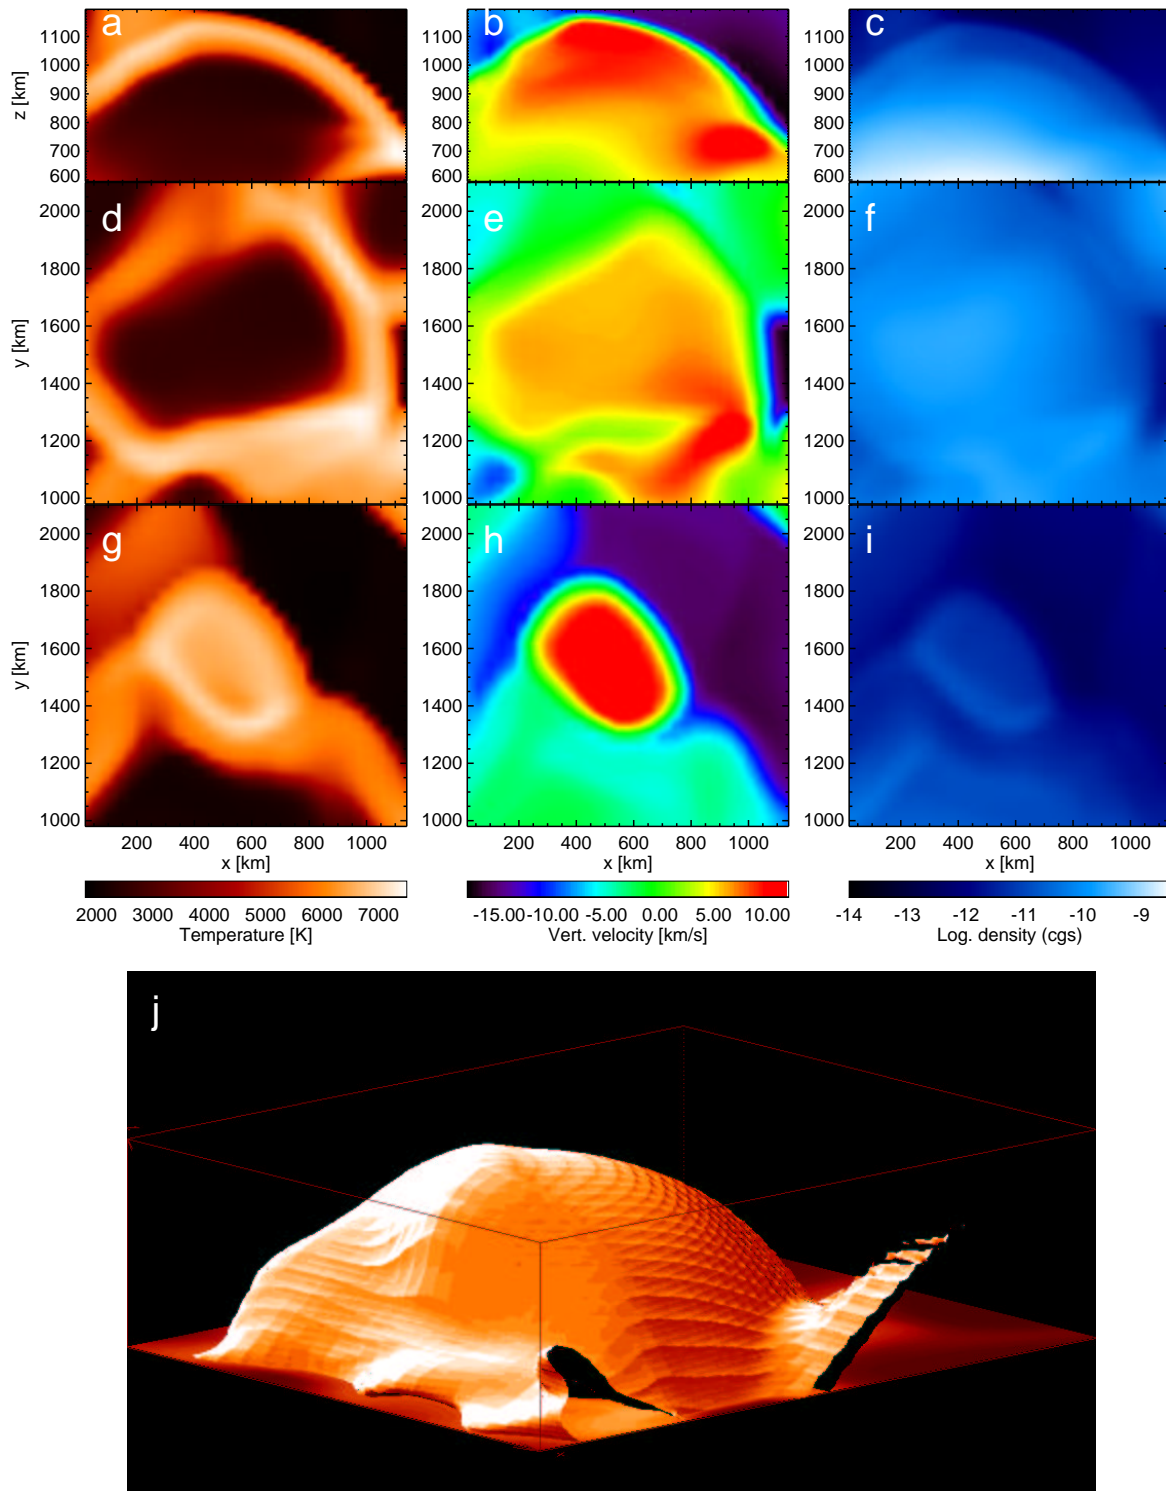 a b c
1100 1100 1100
1000 1000 1000
900 900 900
800 800 800
700 700 700
600 600 600
z [km]
d e f
2000 2000 2000
1800 1800 1800
1600 1600 1600
1400 1400 1400
1200 1200 1200
1000 1000 1000
y [km]
g h i
2000 2000 2000
1800 1800 1800
1600 1600 1600
1400 1400 1400
1200 1200 1200
1000 1000 1000
y [km]
200 400 600 800 1000 200 400 600 800 1000 200 400 600 800 1000
x [km] x [km] x [km]
2000 3000 4000 5000 6000 7000 -15.00 -10.00 -5.00 0.00 5.00 10.00 -14 -13 -12 -11 -10 -9
Temperature [K] Vert. velocity [km/s] Log. density (cgs)
j